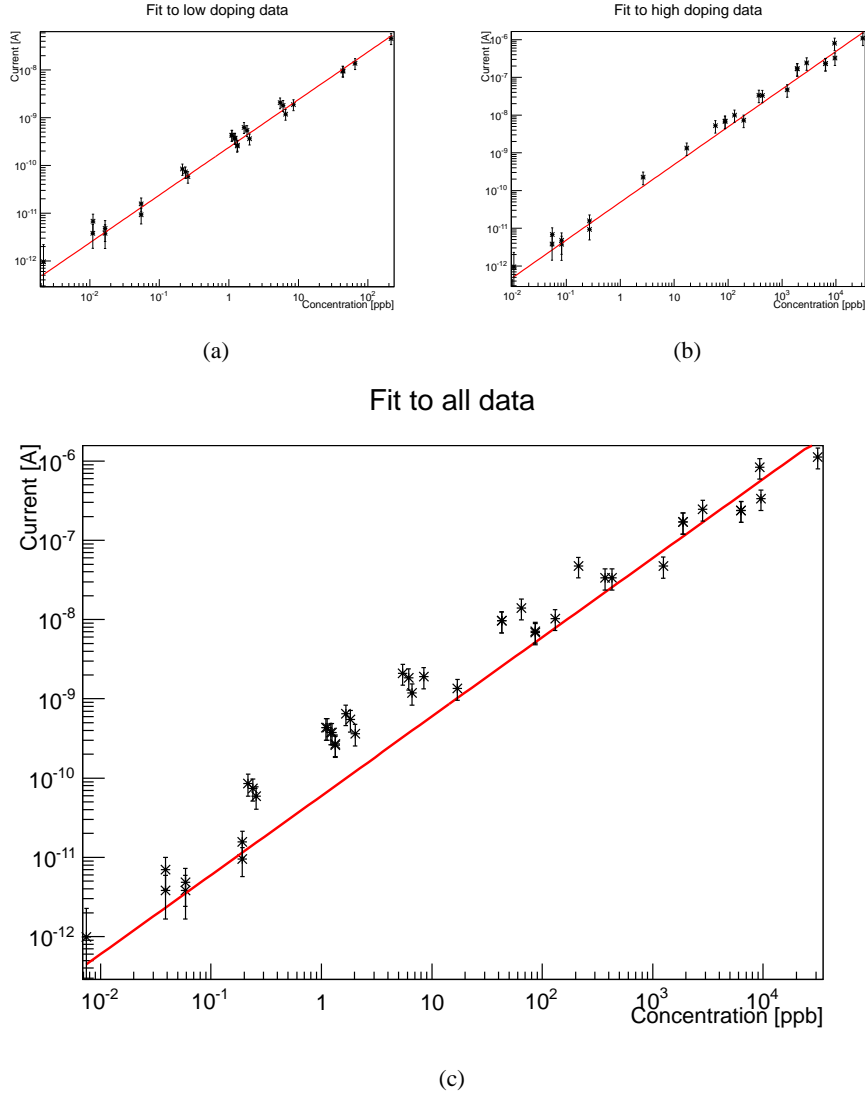 Fit to low doping data
Current [A]
10⁻⁸
10⁻⁹
10⁻¹⁰
10⁻¹¹
10⁻¹²
10⁻² 10⁻¹ 1 10 10²
Concentration [ppb]
(a)
Fit to high doping data
Current [A]
10⁻⁶
10⁻⁷
10⁻⁸
10⁻⁹
10⁻¹⁰
10⁻¹¹
10⁻¹²
10⁻² 10⁻¹ 1 10 10² 10³ 10⁴
Concentration [ppb]
(b)
Fit to all data
Current [A]
10⁻⁶
10⁻⁷
10⁻⁸
10⁻⁹
10⁻¹⁰
10⁻¹¹
10⁻¹²
10⁻² 10⁻¹ 1 10 10² 10³ 10⁴
Concentration [ppb]
(c)